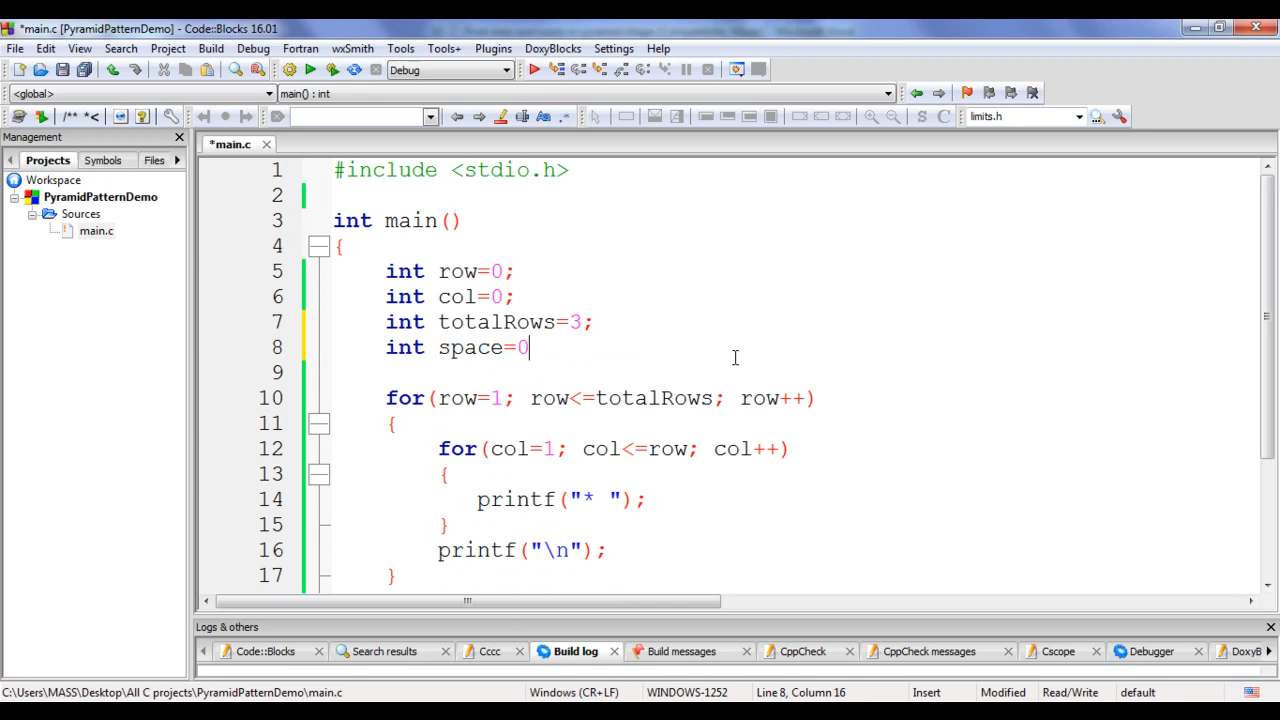 *main.c [PyramidPatternDemo] - Code::Blocks 16.01
File Edit View Search Project Build Debug Fortran wxSmith Tools Tools+ Plugins DoxyBlocks Settings Help
Debug
<global> main() : int
/** *< limits.h
Management
Projects Symbols Files
*main.c
Workspace
PyramidPatternDemo
Sources
main.c
1 #include <stdio.h>
2
3 int main()
4 {
5 int row=0;
6 int col=0;
7 int totalRows=3;
8 int space=0
9
10 for(row=1; row<=totalRows; row++)
11 {
12 for(col=1; col<=row; col++)
13 {
14 printf("* ");
15 }
16 printf("\n");
17 }
Logs & others
Code::Blocks Search results Cccc Build log Build messages CppCheck CppCheck messages Cscope Debugger DoxyB
C:\Users\MASS\Desktop\All C projects\PyramidPatternDemo\main.c Windows (CR+LF) WINDOWS-1252 Line 8, Column 16 Insert Modified Read/Write default